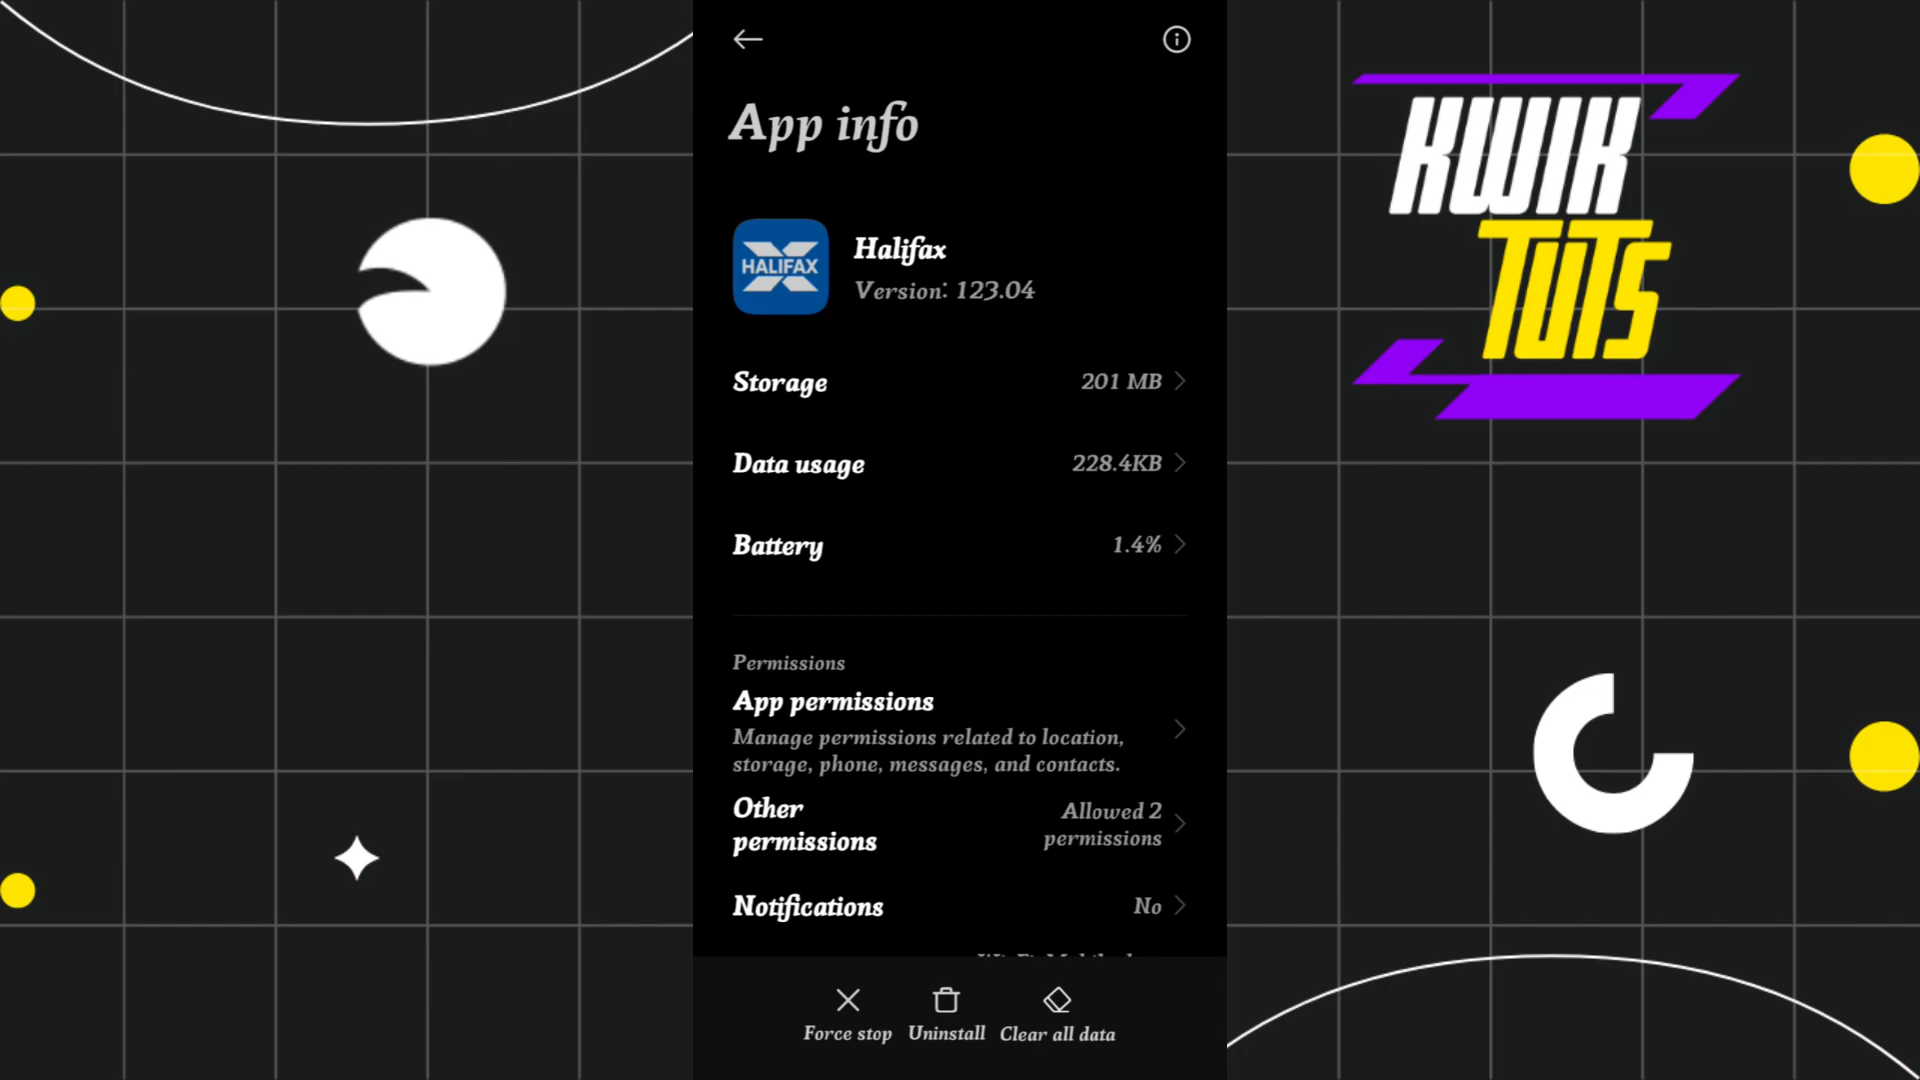 App info
HALIFAX
Halifax
Version: 123.04
Storage 201 MB
Data usage 228.4KB
Battery 1.4%
Permissions
App permissions
Manage permissions related to location,
storage, phone, messages, and contacts.
Other
permissions
Allowed 2
permissions
Notifications No
Force stop Uninstall Clear all data
KWIK
TUTS